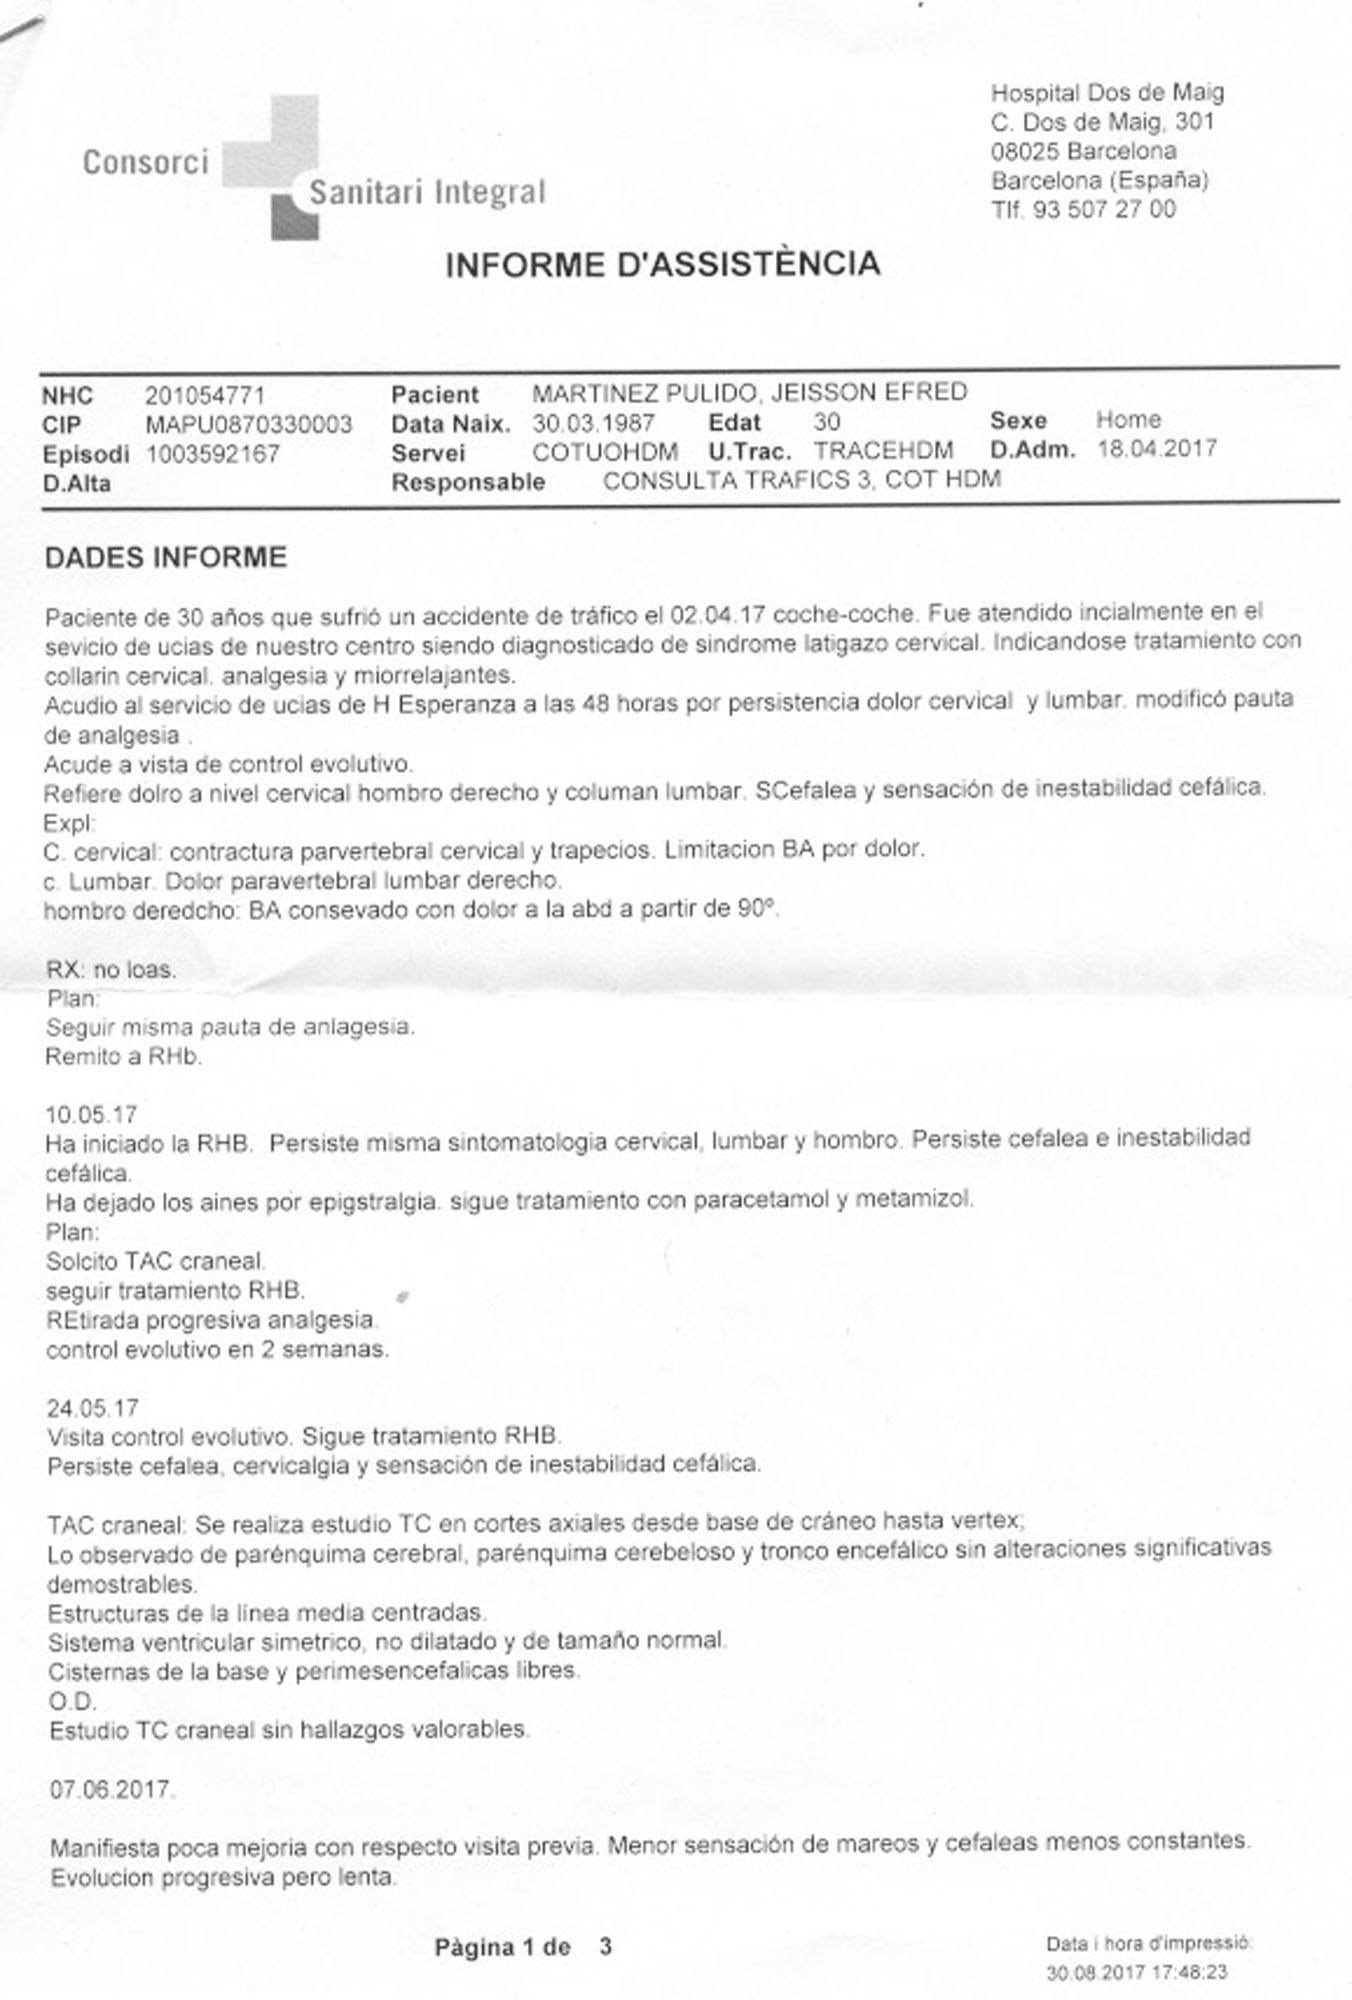 Consorci
Sanitari Integral
Hospital Dos de Maig
C. Dos de Maig, 301
08025 Barcelona
Barcelona (España)
Tlf. 93 507 27 00
INFORME D'ASSISTÈNCIA
NHC 201054771 Pacient MARTINEZ PULIDO, JEISSON EFRED
CIP MAPU0870330003 Data Naix. 30.03.1987 Edat 30 Sexe Home
Episodi 1003592167 Servei COTUOHDM U.Trac. TRACEHDM D.Adm. 18.04.2017
D.Alta Responsable CONSULTA TRAFICS 3, COT HDM
DADES INFORME
Paciente de 30 años que sufrió un accidente de tráfico el 02.04.17 coche-coche. Fue atendido incialmente en el
sevicio de ucias de nuestro centro siendo diagnosticado de sindrome latigazo cervical. Indicandose tratamiento con
collarin cervical. analgesia y miorrelajantes.
Acudio al servicio de ucias de H Esperanza a las 48 horas por persistencia dolor cervical y lumbar. modificó pauta
de analgesia .
Acude a vista de control evolutivo.
Refiere dolro a nivel cervical hombro derecho y columan lumbar. SCefalea y sensación de inestabilidad cefálica.
Expl:
C. cervical: contractura parvertebral cervical y trapecios. Limitacion BA por dolor.
c. Lumbar. Dolor paravertebral lumbar derecho.
hombro deredcho: BA consevado con dolor a la abd a partir de 90º.
RX: no loas.
Plan:
Seguir misma pauta de anlagesia.
Remito a RHb.
10.05.17
Ha iniciado la RHB. Persiste misma sintomatologia cervical, lumbar y hombro. Persiste cefalea e inestabilidad
cefálica.
Ha dejado los aines por epigstralgia. sigue tratamiento con paracetamol y metamizol.
Plan:
Solcito TAC craneal.
seguir tratamiento RHB.
REtirada progresiva analgesia.
control evolutivo en 2 semanas.
24.05.17
Visita control evolutivo. Sigue tratamiento RHB.
Persiste cefalea, cervicalgia y sensación de inestabilidad cefálica.
TAC craneal: Se realiza estudio TC en cortes axiales desde base de cráneo hasta vertex;
Lo observado de parénquima cerebral, parénquima cerebeloso y tronco encefálico sin alteraciones significativas
demostrables.
Estructuras de la línea media centradas.
Sistema ventricular simetrico, no dilatado y de tamaño normal.
Cisternas de la base y perimesencefalicas libres.
O.D.
Estudio TC craneal sin hallazgos valorables.
07.06.2017.
Manifiesta poca mejoria con respecto visita previa. Menor sensación de mareos y cefaleas menos constantes.
Evolucion progresiva pero lenta.
Pàgina 1 de 3
Data i hora d'impressió:
30.08.2017 17:48:23